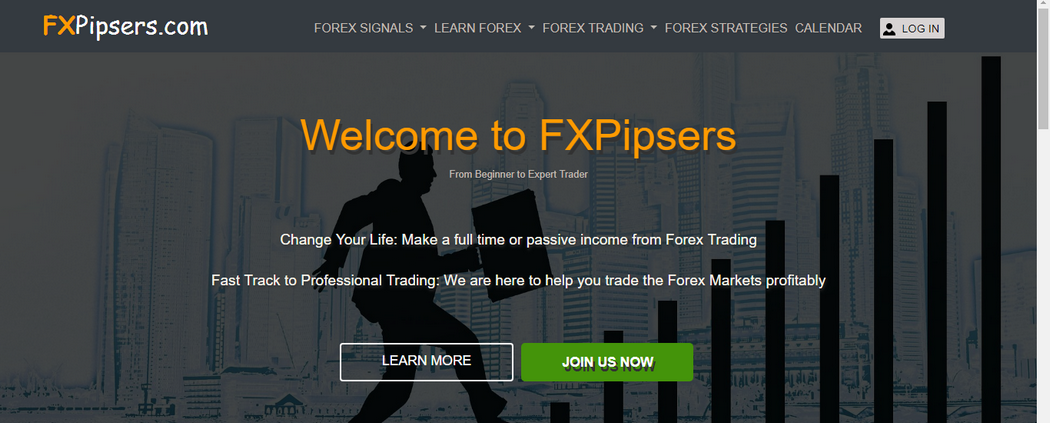 FXPipsers.com
FOREX SIGNALS LEARN FOREX FOREX TRADING FOREX STRATEGIES CALENDAR LOG IN
Welcome to FXPipsers
From Beginner to Expert Trader
Change Your Life: Make a full time or passive income from Forex Trading
Fast Track to Professional Trading: We are here to help you trade the Forex Markets profitably
LEARN MORE
JOIN US NOW